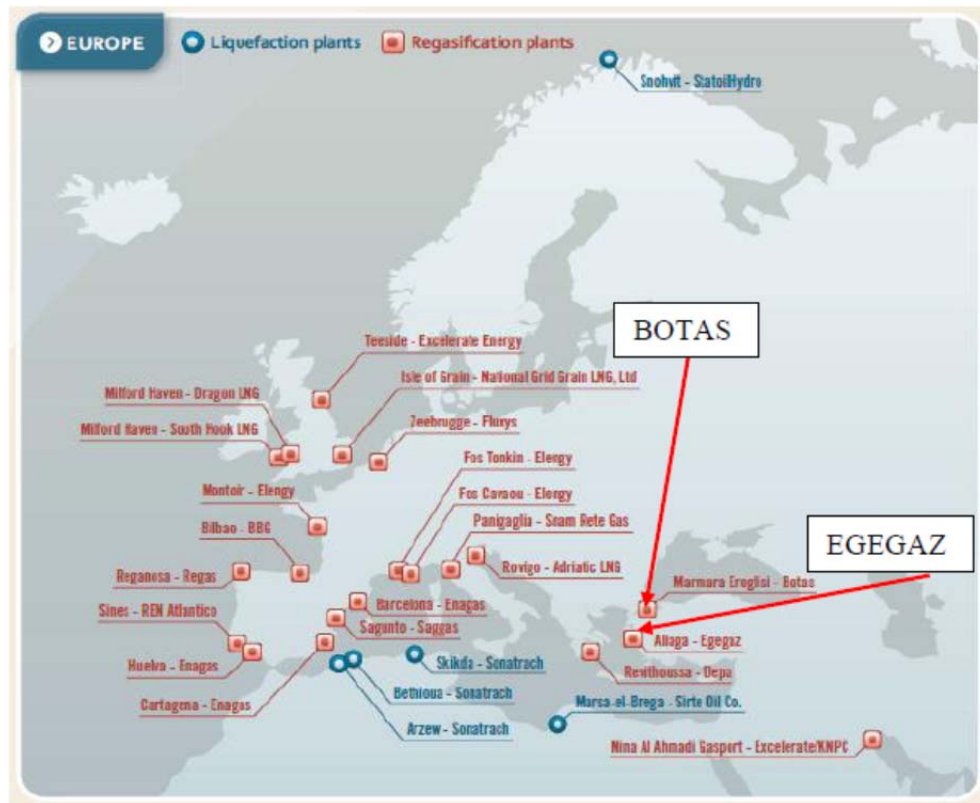 EUROPE
Liquefaction plants
Regasification plants
Snohvit - StatoilHydro
BOTAS
Teeside - Excelerate Energy
Isle of Grain - National Grid Grain LNG, Ltd
Milford Haven - Dragon LNG
Zeebrugge - Fluxys
Milford Haven - South Hook LNG
Fos Tonkin - Elengy
Montoir - Elengy
Fos Cavaou - Elengy
Panigaglia - Snam Rete Gas
Bilbao - BBG
EGEGAZ
Rovigo - Adriatic LNG
Reganosa - Regas
Marmara Ereglisi - Botas
Barcelona - Enagas
Sines - REN Atlantico
Sagunto - Saggas
Aliaga - Egegaz
Huelva - Enagas
Skikda - Sonatrach
Revithoussa - Depa
Bethioua - Sonatrach
Cartagena - Enagas
Marsa-el-Brega - Sirte Oil Co.
Arzew - Sonatrach
Nina Al Ahmadi Gasport - Excelerate/KNPC